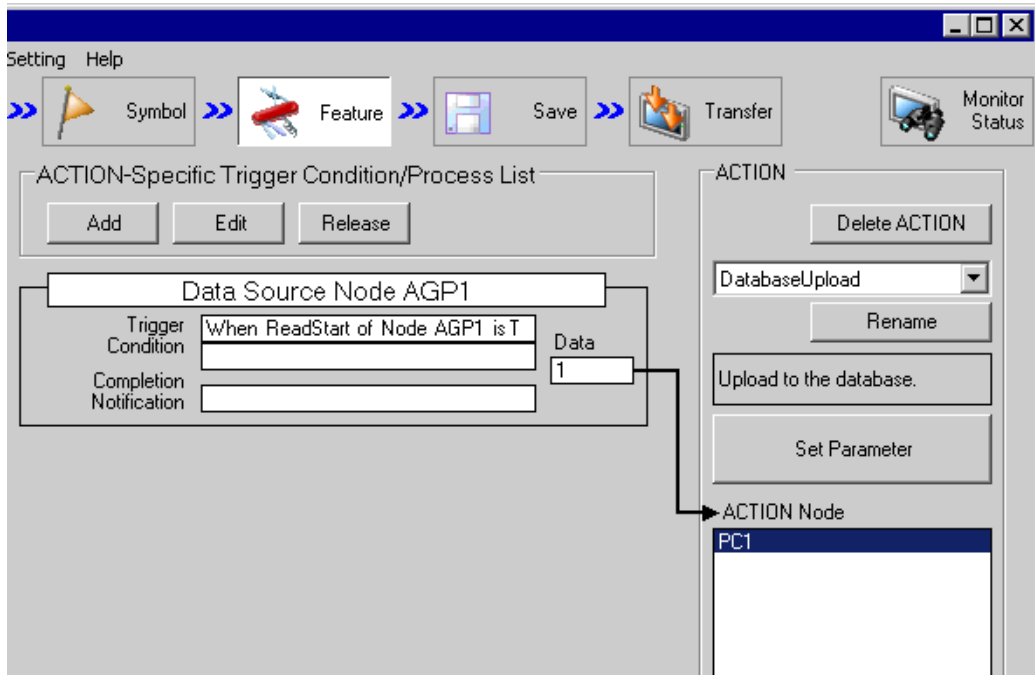 Setting Help
Symbol Feature Save Transfer Monitor Status
ACTION-Specific Trigger Condition/Process List
Add Edit Release
Data Source Node AGP1
Trigger Condition
When ReadStart of Node AGP1 is T
Completion Notification
Data
1
ACTION
Delete ACTION
DatabaseUpload
Rename
Upload to the database.
Set Parameter
ACTION Node
PC1